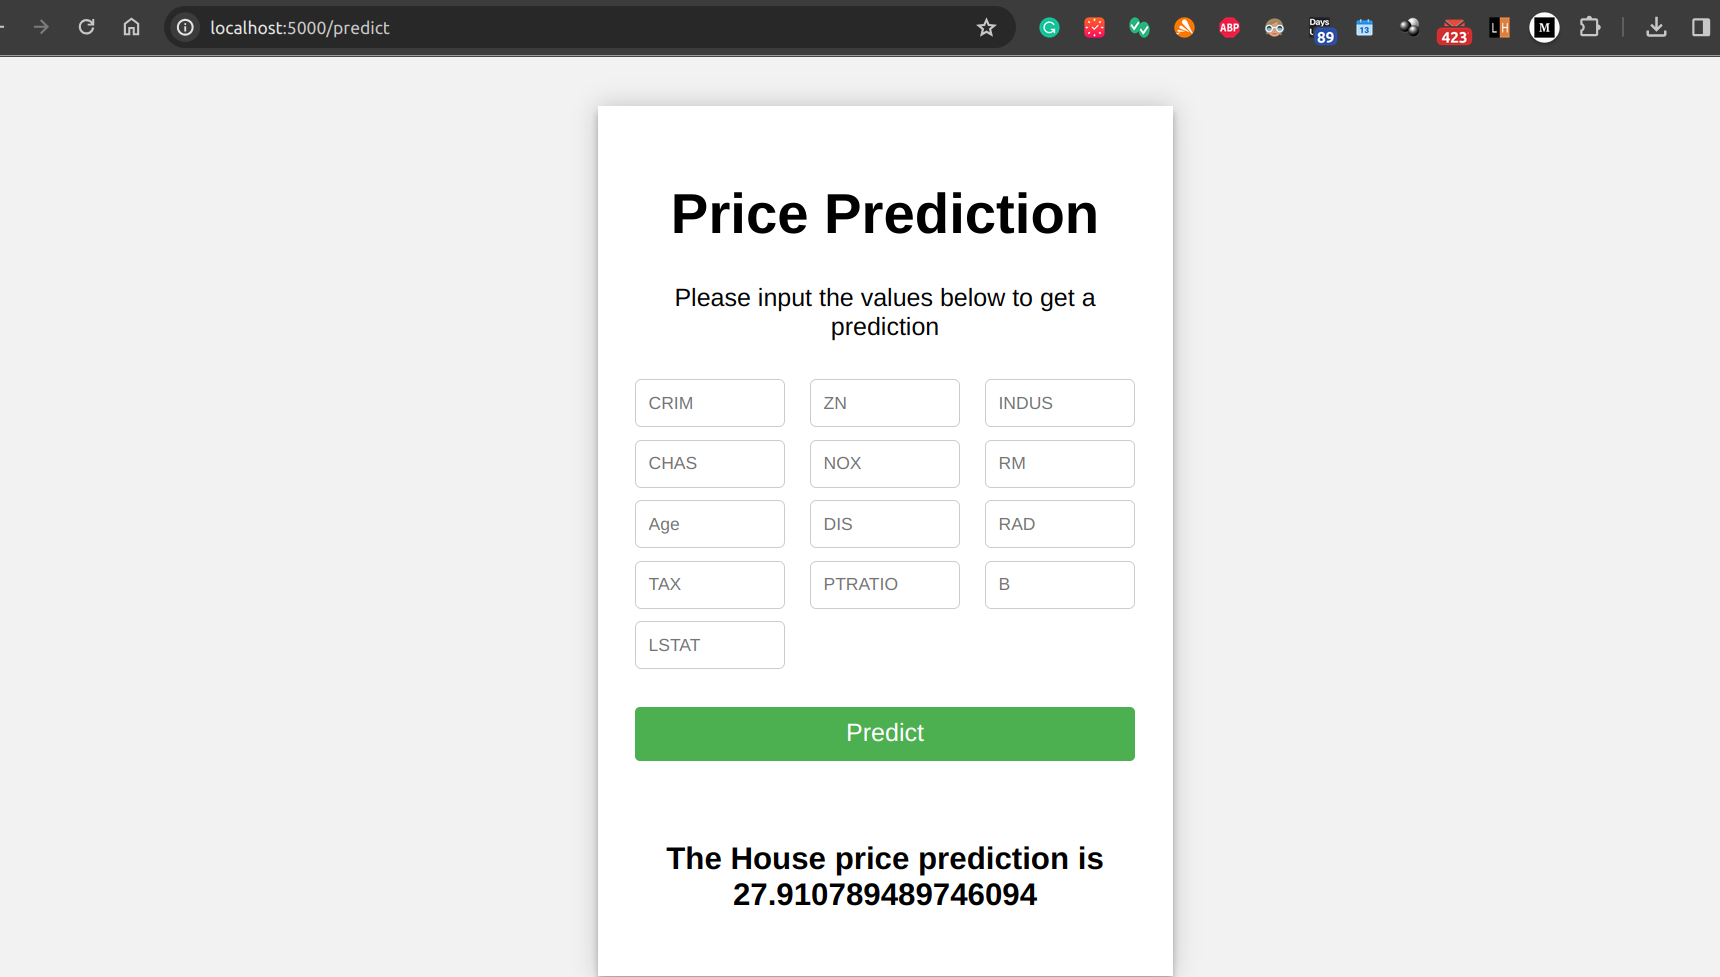 localhost:5000/predict
ABP
Days
89
13
423
L H
M
Price Prediction
Please input the values below to get a
prediction
CRIM ZN INDUS
CHAS NOX RM
Age DIS RAD
TAX PTRATIO B
LSTAT
Predict
The House price prediction is
27.910789489746094